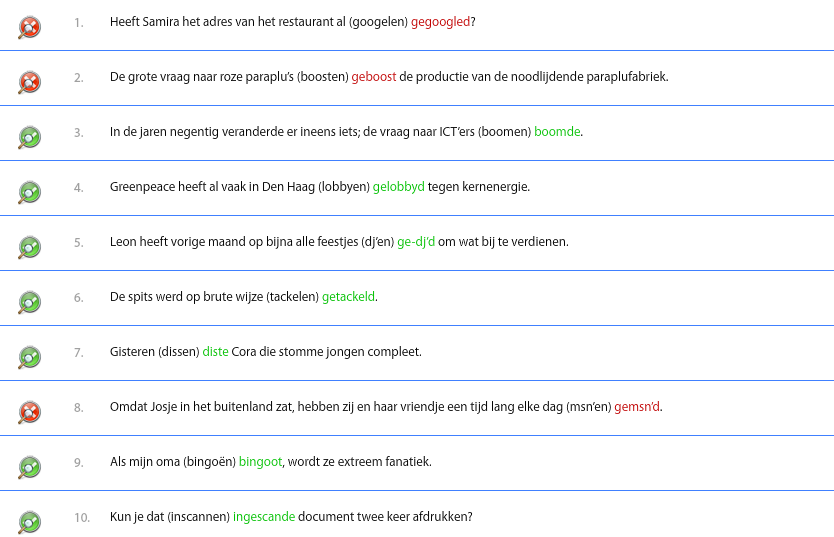 1. Heeft Samira het adres van het restaurant al (googelen) gegoogled?
2. De grote vraag naar roze paraplu's (boosten) geboost de productie van de noodlijdende paraplufabriek.
3. In de jaren negentig veranderde er ineens iets; de vraag naar ICT'ers (boomen) boomde.
4. Greenpeace heeft al vaak in Den Haag (lobbyen) gelobbyd tegen kernenergie.
5. Leon heeft vorige maand op bijna alle feestjes (dj'en) ge-dj'd om wat bij te verdienen.
6. De spits werd op brute wijze (tackelen) getackeld.
7. Gisteren (dissen) diste Cora die stomme jongen compleet.
8. Omdat Josje in het buitenland zat, hebben zij en haar vriendje een tijd lang elke dag (msn'en) gemsn'd.
9. Als mijn oma (bingoën) bingoot, wordt ze extreem fanatiek.
10. Kun je dat (inscannen) ingescande document twee keer afdrukken?